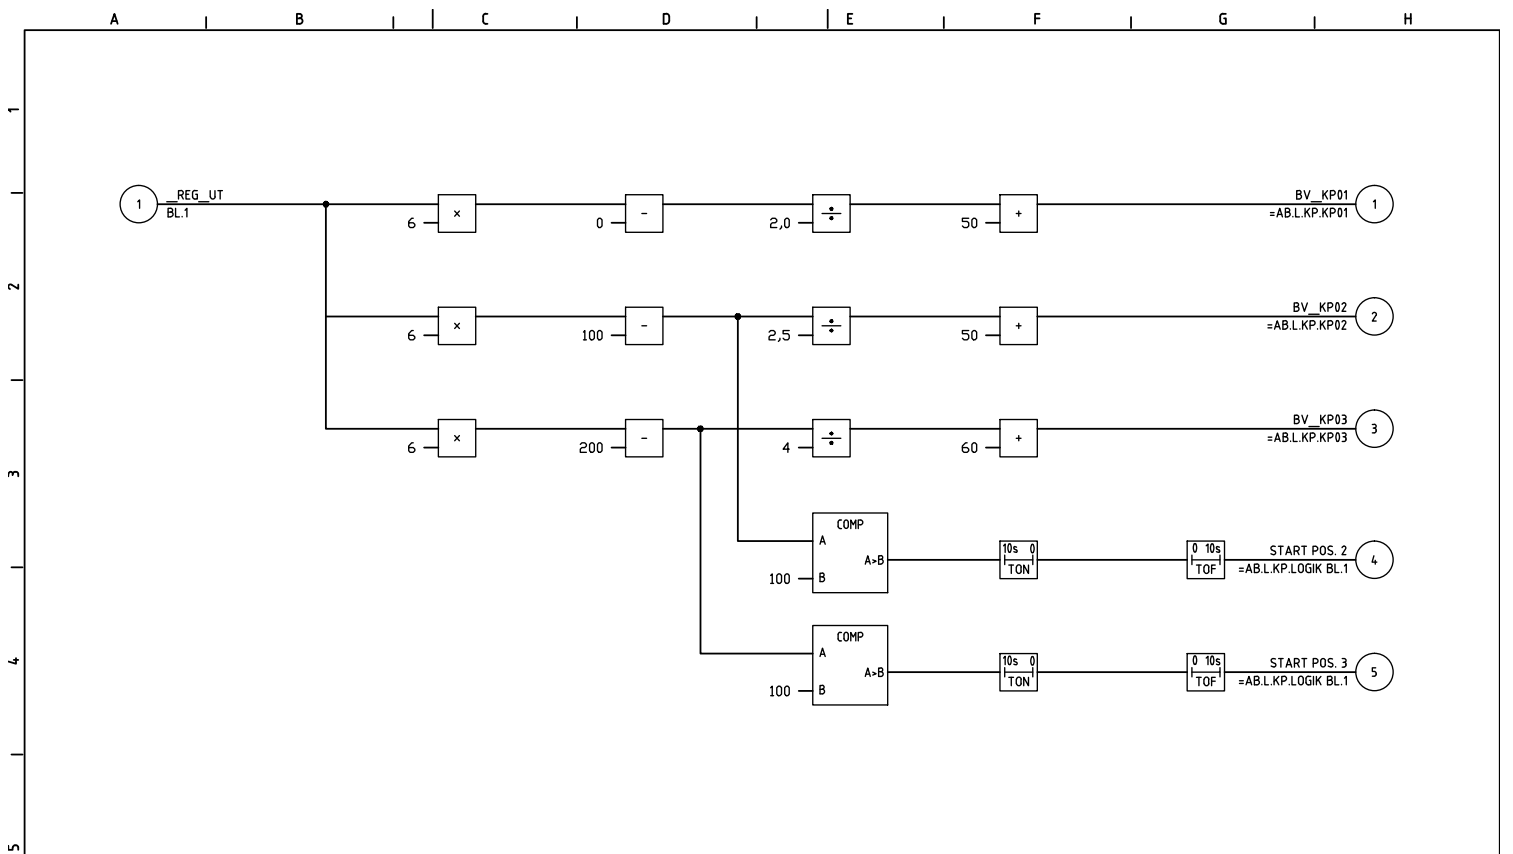 A B C D E F G H
1
__REG__UT
BL.1
1
6 × 0 - 2,0 ÷ 50 +
BV__KP01
=AB.L.KP.KP01
1
2
6 × 100 - 2,5 ÷ 50 +
BV__KP02
=AB.L.KP.KP02
2
6 × 200 - 4 ÷ 60 +
BV__KP03
=AB.L.KP.KP03
3
3
COMP
A
A>B
100 B
10s 0
TON
0 10s
TOF
START POS. 2
=AB.L.KP.LOGIK BL.1
4
4
COMP
A
A>B
100 B
10s 0
TON
0 10s
TOF
START POS. 3
=AB.L.KP.LOGIK BL.1
5
5